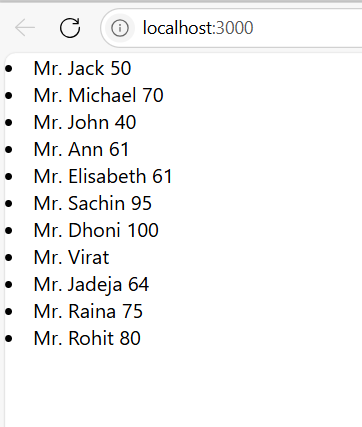 localhost:3000
Mr. Jack 50
Mr. Michael 70
Mr. John 40
Mr. Ann 61
Mr. Elisabeth 61
Mr. Sachin 95
Mr. Dhoni 100
Mr. Virat
Mr. Jadeja 64
Mr. Raina 75
Mr. Rohit 80